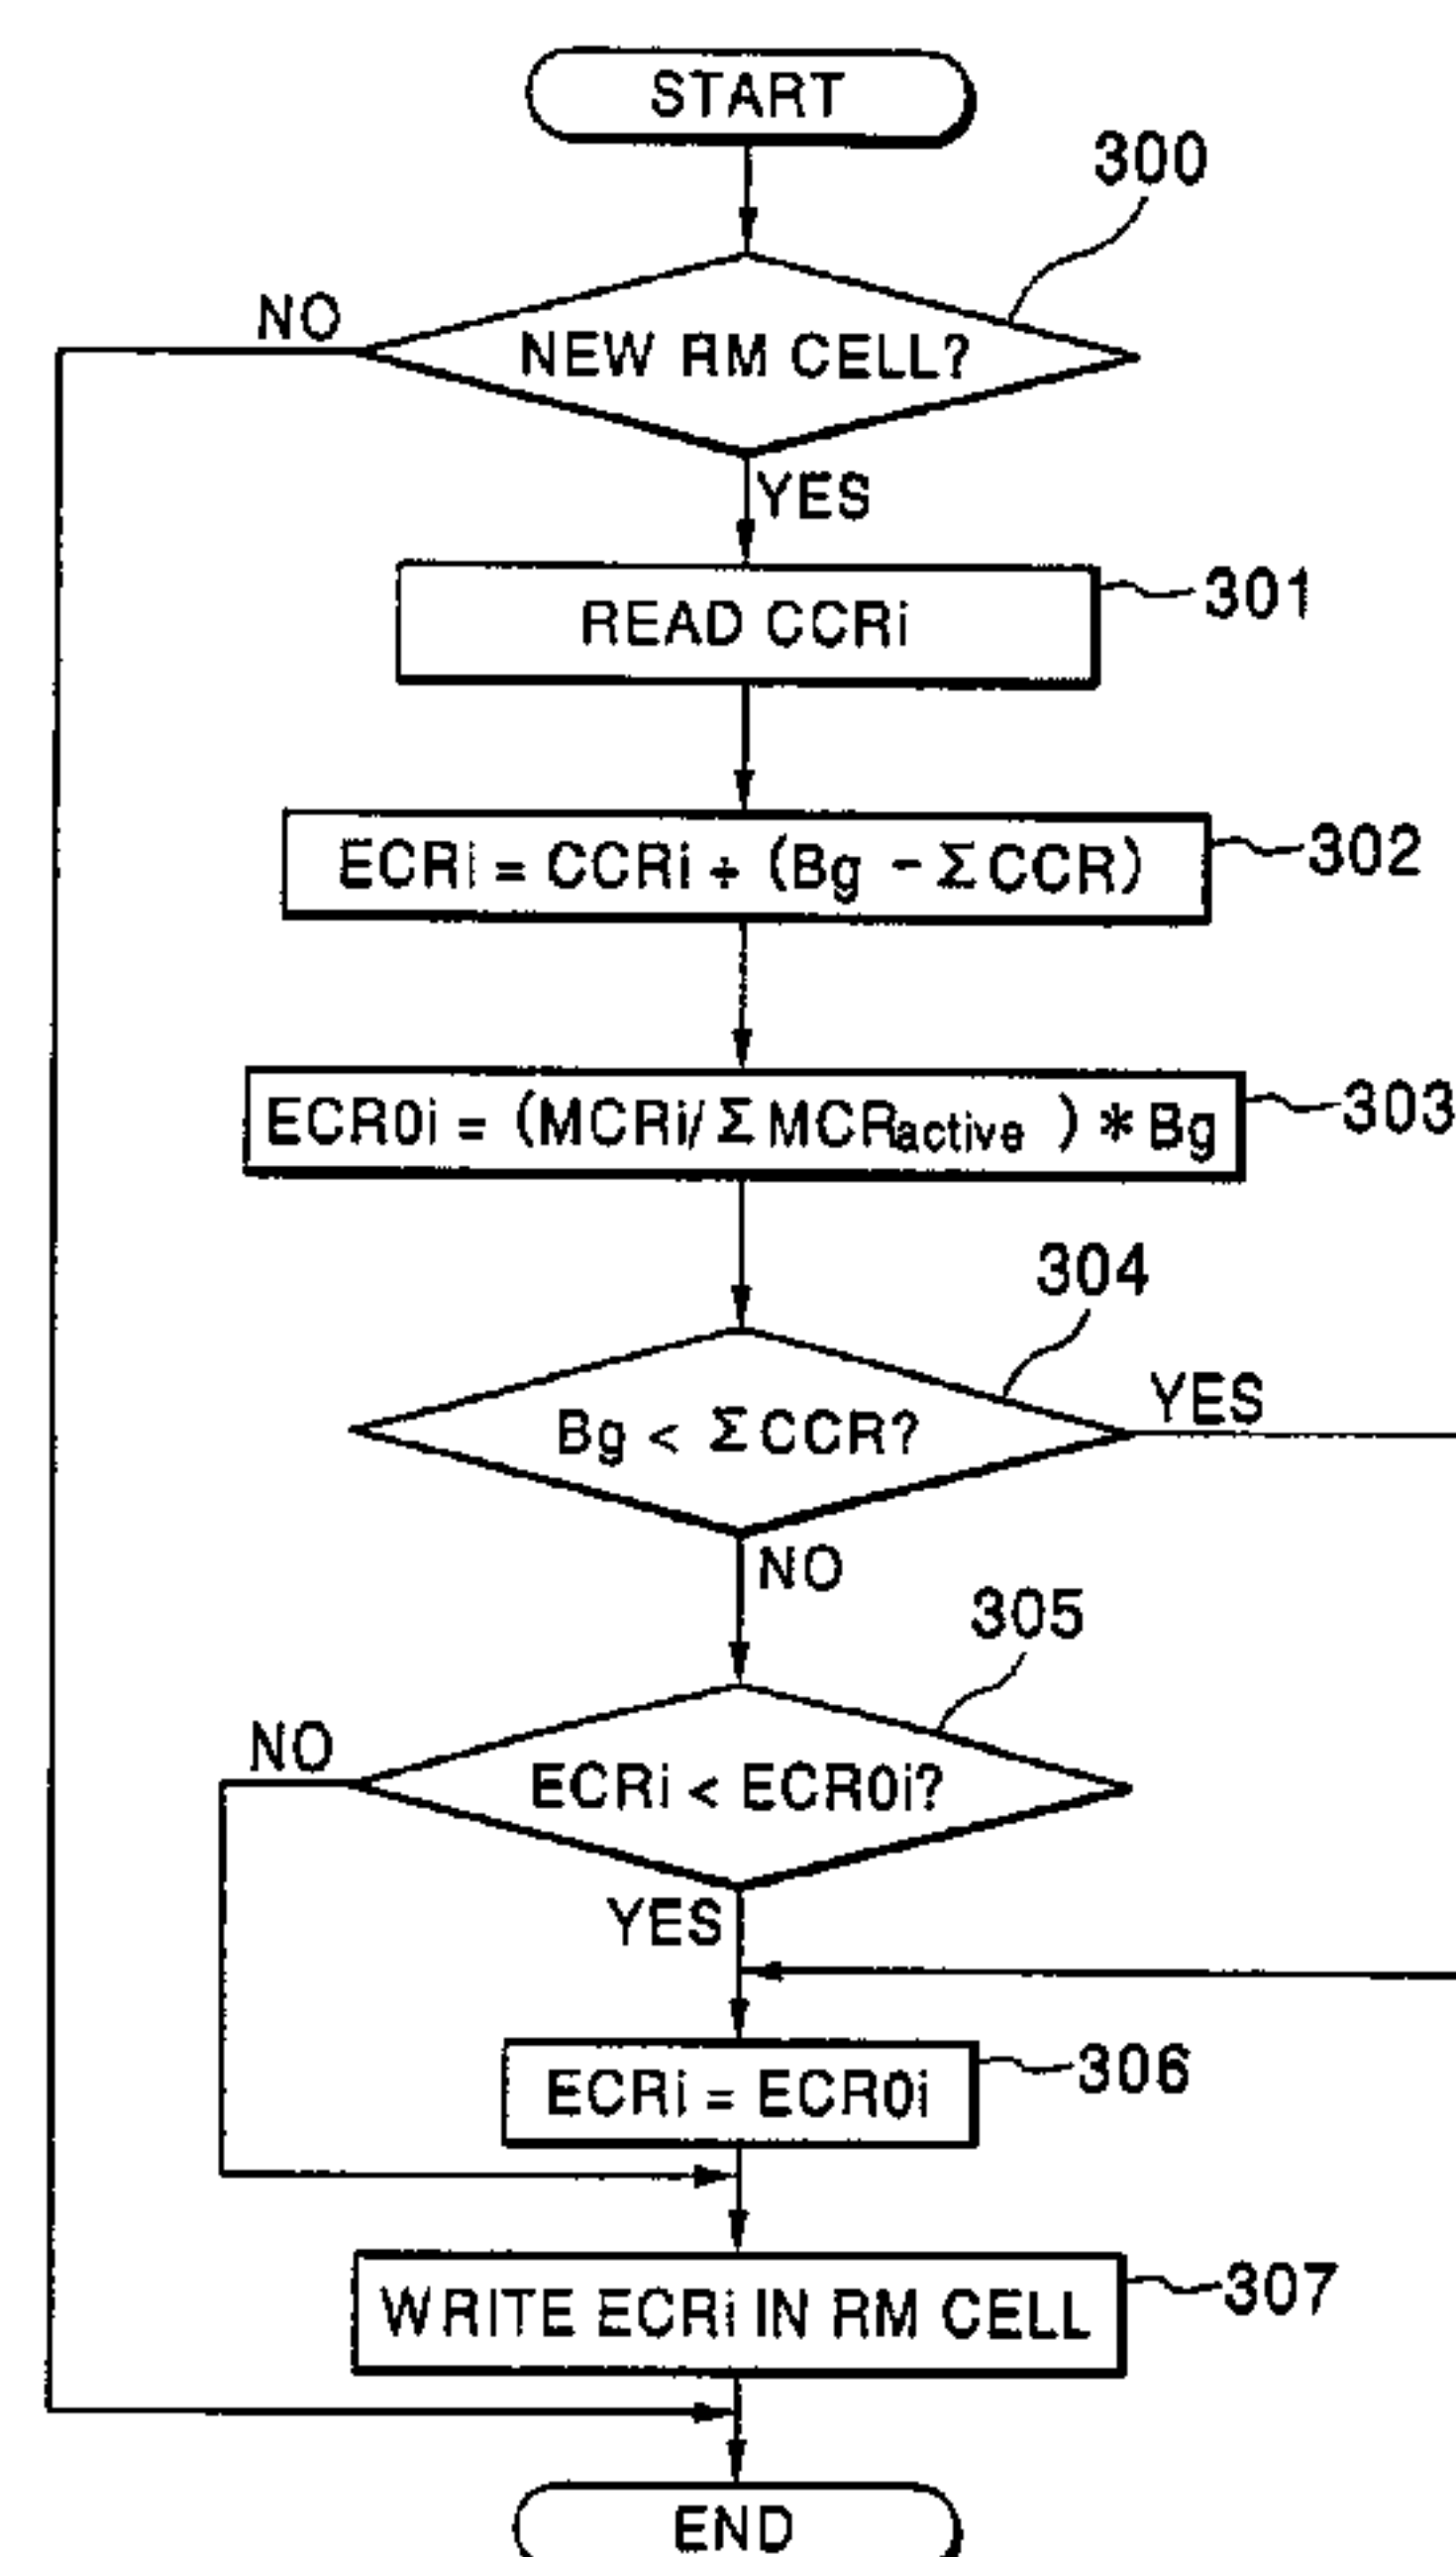 START
300
NO
NEW RM CELL?
YES
READ CCRi
301
ECRi = CCRi + (Bg - ΣCCR)
302
ECR0i = (MCRi/ΣMCRactive ) * Bg
303
304
Bg < ΣCCR?
YES
NO
305
NO
ECRi < ECR0i?
YES
ECRi = ECR0i
306
WRITE ECRi IN RM CELL
307
END